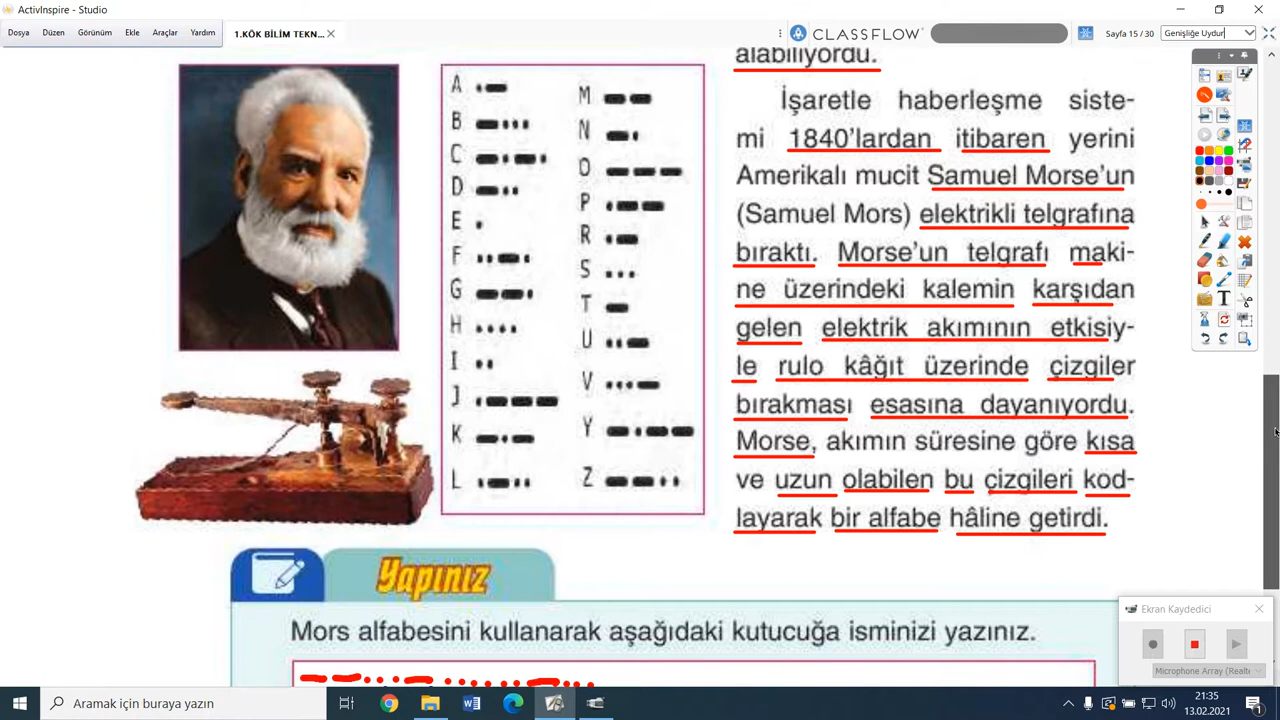 ActivInspire - Studio
Dosya Düzen Görünüm Ekle Araçlar Yardım
1.KÖK BİLİM TEKN...
CLASSFLOW
Sayfa 15 / 30
Genişliğe Uydur
A
B
C
D
E
F
G
H
I
J
K
L
M
N
O
P
R
S
T
U
V
Y
Z
alabiliyordu.
İşaretle haberleşme siste-
mi 1840'lardan itibaren yerini
Amerikalı mucit Samuel Morse'un
(Samuel Mors) elektrikli telgrafına
bıraktı. Morse'un telgrafı maki-
ne üzerindeki kalemin karşıdan
gelen elektrik akımının etkisiy-
le rulo kâğıt üzerinde çizgiler
bırakması esasına dayanıyordu.
Morse, akımın süresine göre kısa
ve uzun olabilen bu çizgileri kod-
layarak bir alfabe hâline getirdi.
Yapınız
Mors alfabesini kullanarak aşağıdaki kutucuğa isminizi yazınız.
Ekran Kaydedici
Microphone Array (Realte
Aramak için buraya yazın
21:35
13.02.2021